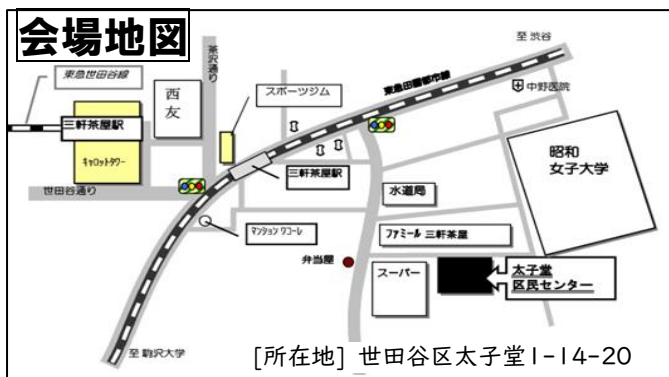 会場地図
至 渋谷
茶沢通り
東急世田谷線
東急田園都市線
中野医院
西友
スポーツジム
三軒茶屋駅
キャロットタワー
昭和
女子大学
三軒茶屋駅
水道局
世田谷通り
マンション ワコーレ
ファミール 三軒茶屋
弁当屋
スーパー
太子堂
区民センター
至 駒沢大学
[所在地] 世田谷区太子堂1-14-20